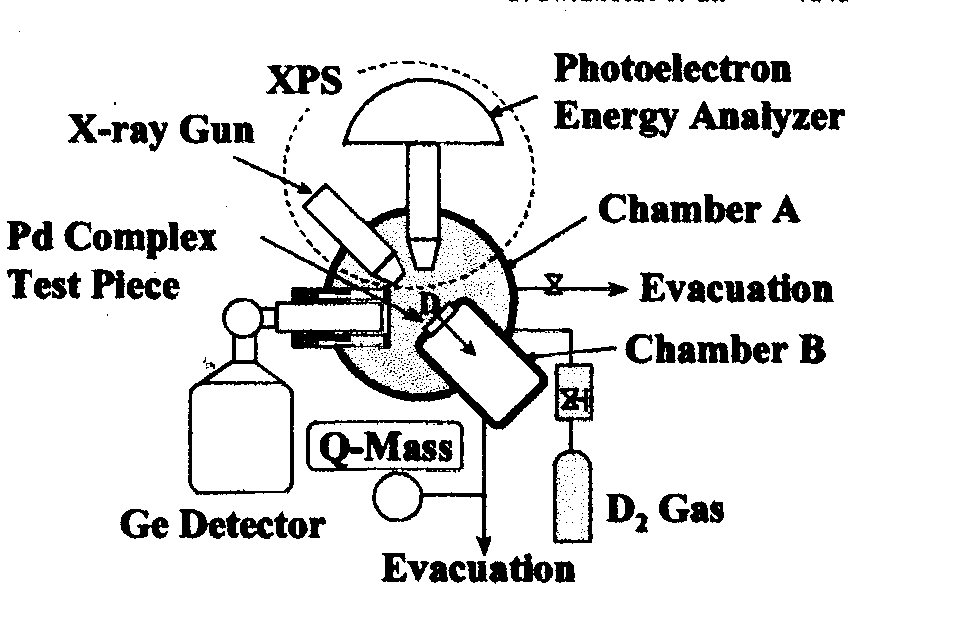 XPS
Photoelectron
Energy Analyzer
X-ray Gun
Chamber A
Pd Complex
Test Piece
Evacuation
D
Chamber B
Q-Mass
D₂ Gas
Ge Detector
Evacuation